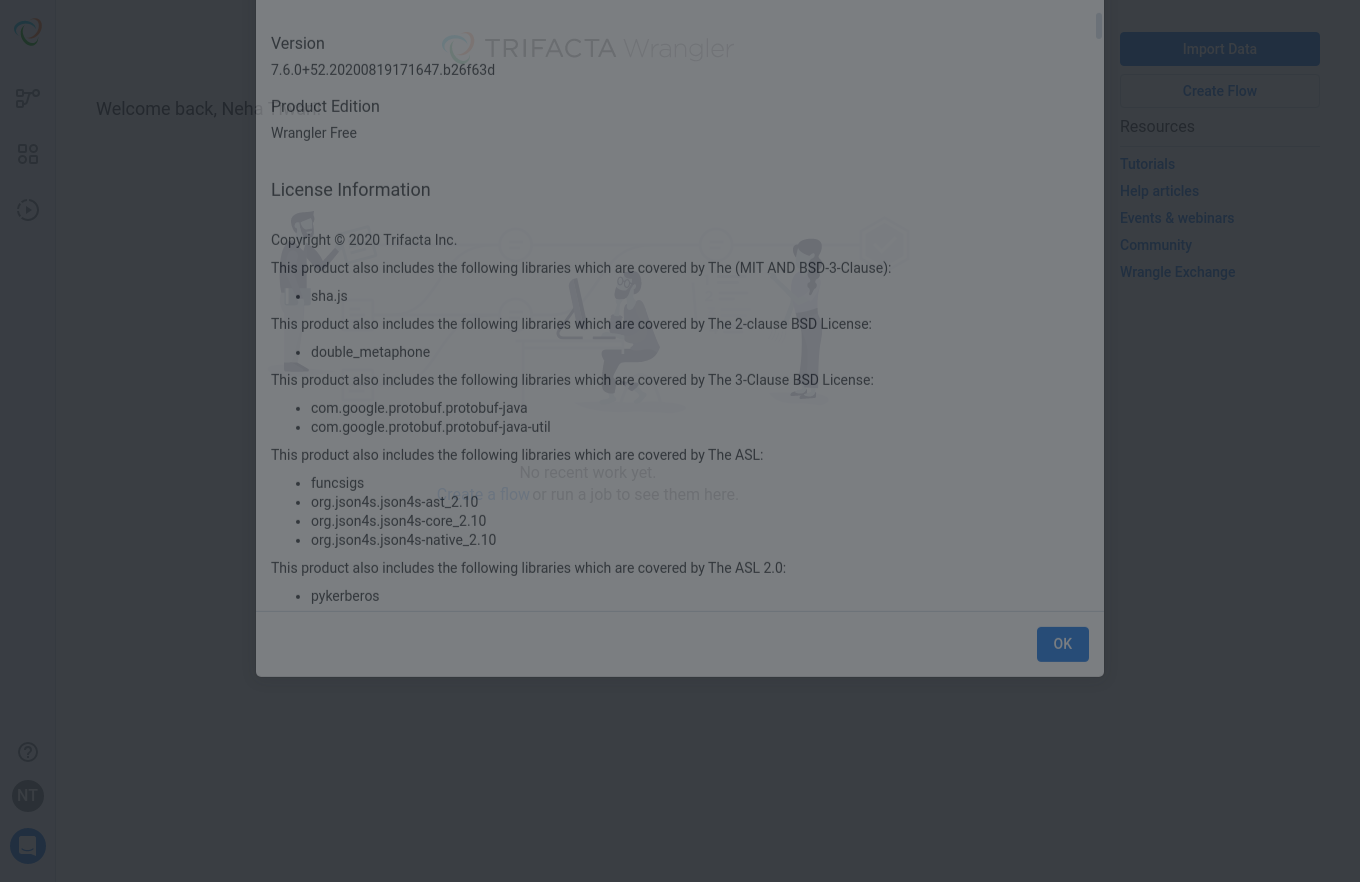 TRIFACTA Wrangler
Version
7.6.0+52.20200819171647.b26f63d
Welcome back, Neha
Product Edition
Wrangler Free
License Information
Copyright © 2020 Trifacta Inc.
This product also includes the following libraries which are covered by The (MIT AND BSD-3-Clause):
• sha.js
This product also includes the following libraries which are covered by The 2-clause BSD License:
• double_metaphone
This product also includes the following libraries which are covered by The 3-Clause BSD License:
• com.google.protobuf.protobuf-java
• com.google.protobuf.protobuf-java-util
This product also includes the following libraries which are covered by The ASL:
• funcsigs
• org.json4s.json4s-ast_2.10
• org.json4s.json4s-core_2.10
• org.json4s.json4s-native_2.10
This product also includes the following libraries which are covered by The ASL 2.0:
• pykerberos
No recent work yet.
Create a flow or run a job to see them here.
OK
Import Data
Create Flow
Resources
Tutorials
Help articles
Events & webinars
Community
Wrangle Exchange
NT